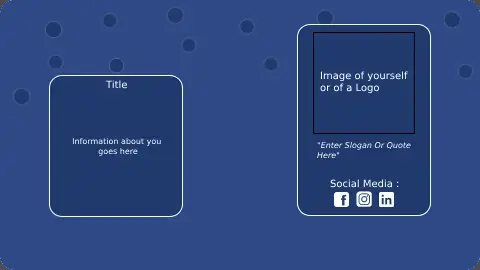 Title
Information about you
goes here
Image of yourself
or of a Logo
"Enter Slogan Or Quote
Here"
Social Media :